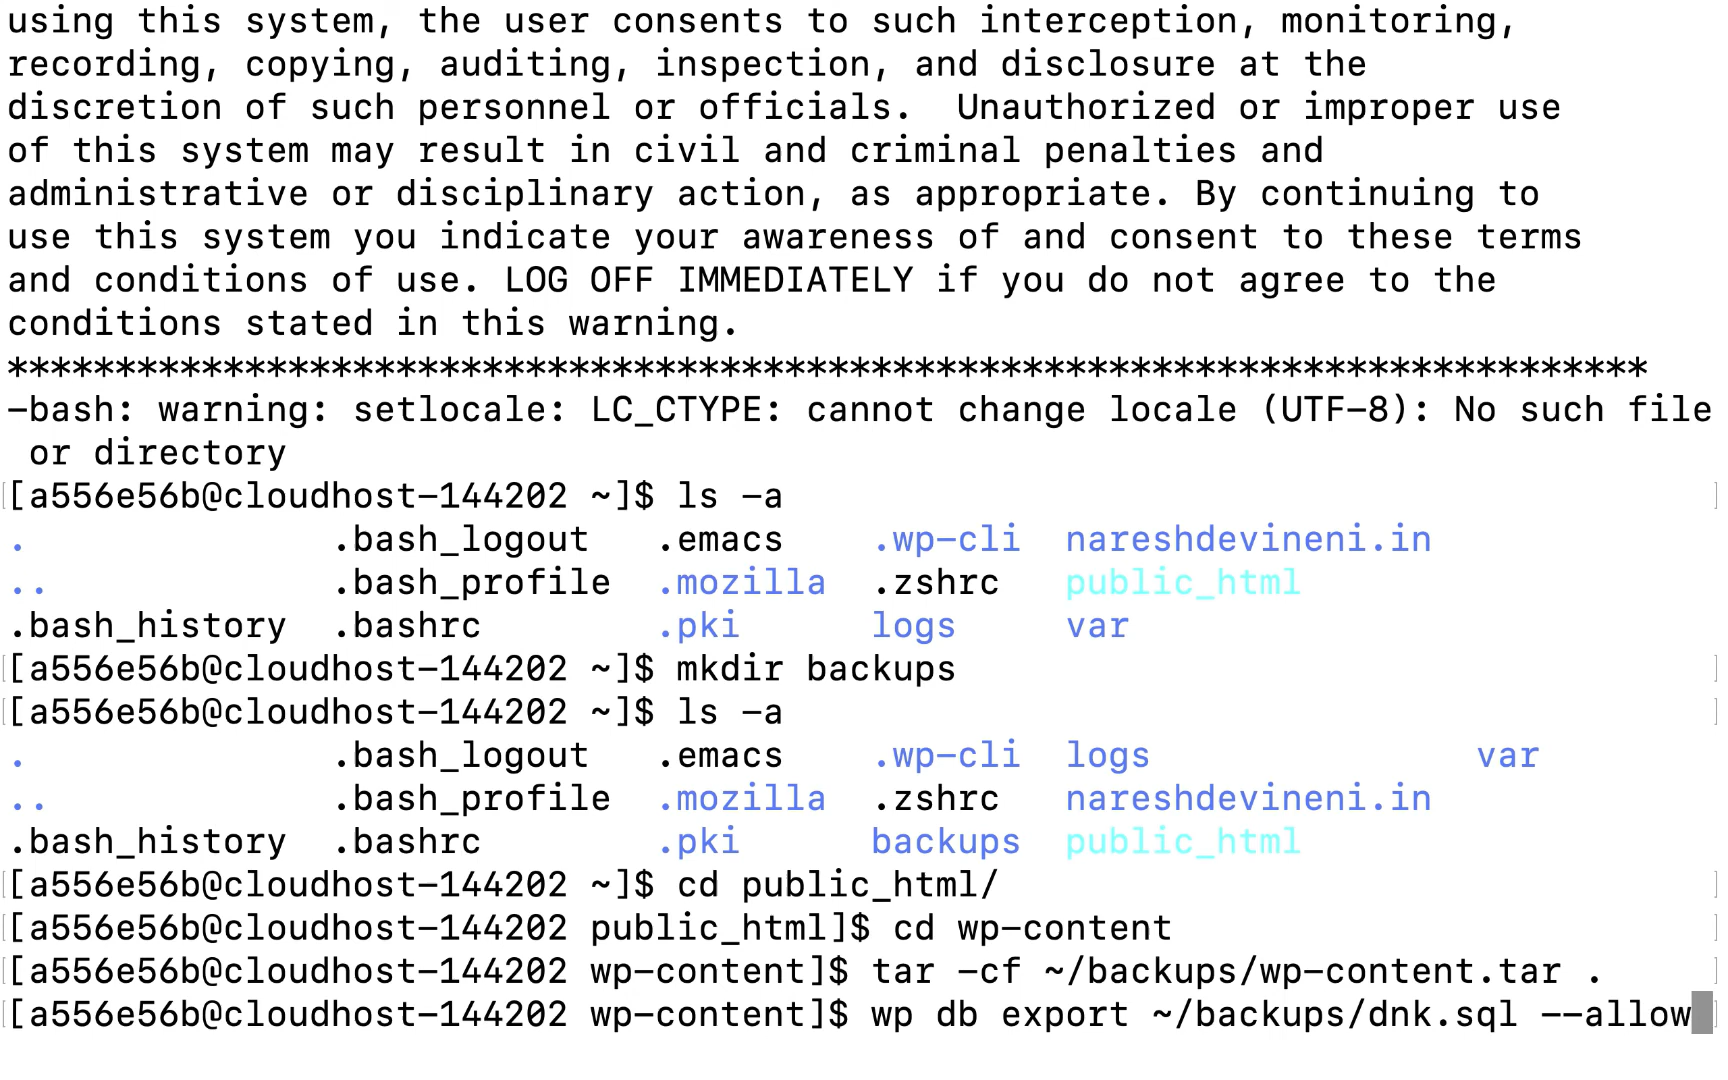 using this system, the user consents to such interception, monitoring,
recording, copying, auditing, inspection, and disclosure at the
discretion of such personnel or officials.  Unauthorized or improper use
of this system may result in civil and criminal penalties and
administrative or disciplinary action, as appropriate. By continuing to
use this system you indicate your awareness of and consent to these terms
and conditions of use. LOG OFF IMMEDIATELY if you do not agree to the
conditions stated in this warning.
****************************************************************************
-bash: warning: setlocale: LC_CTYPE: cannot change locale (UTF-8): No such file
 or directory
[a556e56b@cloudhost-144202 ~]$ ls -a
.              .bash_logout   .emacs    .wp-cli  nareshdevineni.in
..             .bash_profile  .mozilla  .zshrc   public_html
.bash_history  .bashrc        .pki      logs     var
[a556e56b@cloudhost-144202 ~]$ mkdir backups
[a556e56b@cloudhost-144202 ~]$ ls -a
.              .bash_logout   .emacs    .wp-cli  logs               var
..             .bash_profile  .mozilla  .zshrc   nareshdevineni.in
.bash_history  .bashrc        .pki      backups  public_html
[a556e56b@cloudhost-144202 ~]$ cd public_html/
[a556e56b@cloudhost-144202 public_html]$ cd wp-content
[a556e56b@cloudhost-144202 wp-content]$ tar -cf ~/backups/wp-content.tar .
[a556e56b@cloudhost-144202 wp-content]$ wp db export ~/backups/dnk.sql --allow